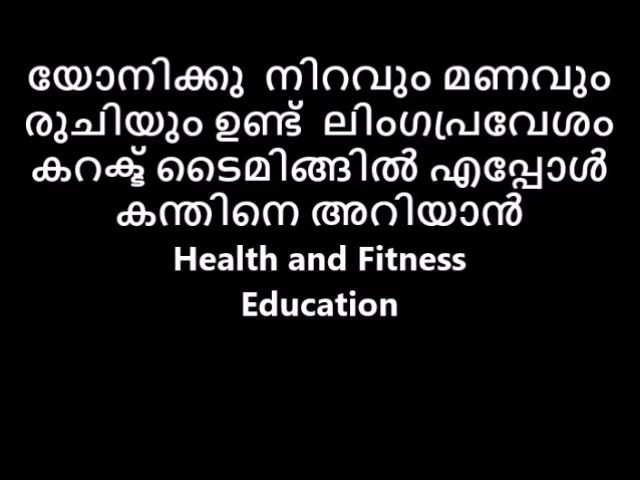 യോനിക്കു നിറവും മണവും
രുചിയും ഉണ്ട് ലിംഗപ്രവേശം
കറക്ട് ടൈമിങ്ങിൽ എപ്പോൾ
കന്തിനെ അറിയാൻ
Health and Fitness
Education